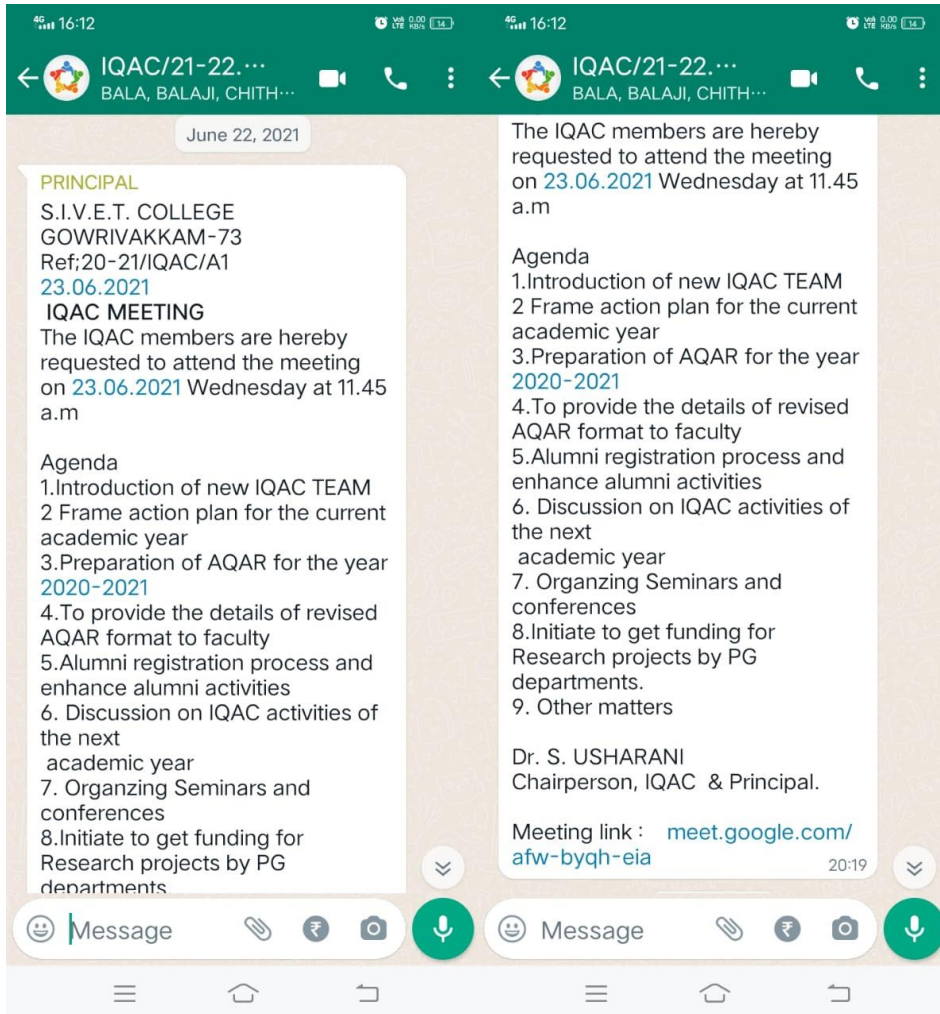 4G 16:12
VoLTE 0.00 KB/s 14
IQAC/21-22....
BALA, BALAJI, CHITH...
June 22, 2021
PRINCIPAL
S.I.V.E.T. COLLEGE
GOWRIVAKKAM-73
Ref;20-21/IQAC/A1
23.06.2021
IQAC MEETING
The IQAC members are hereby
requested to attend the meeting
on 23.06.2021 Wednesday at 11.45
a.m
Agenda
1.Introduction of new IQAC TEAM
2 Frame action plan for the current
academic year
3.Preparation of AQAR for the year
2020-2021
4.To provide the details of revised
AQAR format to faculty
5.Alumni registration process and
enhance alumni activities
6. Discussion on IQAC activities of
the next
academic year
7. Organzing Seminars and
conferences
8.Initiate to get funding for
Research projects by PG
departments
Message
4G 16:12
VoLTE 0.00 KB/s 14
IQAC/21-22....
BALA, BALAJI, CHITH...
The IQAC members are hereby
requested to attend the meeting
on 23.06.2021 Wednesday at 11.45
a.m
Agenda
1.Introduction of new IQAC TEAM
2 Frame action plan for the current
academic year
3.Preparation of AQAR for the year
2020-2021
4.To provide the details of revised
AQAR format to faculty
5.Alumni registration process and
enhance alumni activities
6. Discussion on IQAC activities of
the next
academic year
7. Organzing Seminars and
conferences
8.Initiate to get funding for
Research projects by PG
departments.
9. Other matters
Dr. S. USHARANI
Chairperson, IQAC & Principal.
Meeting link : meet.google.com/
afw-byqh-eia
20:19
Message